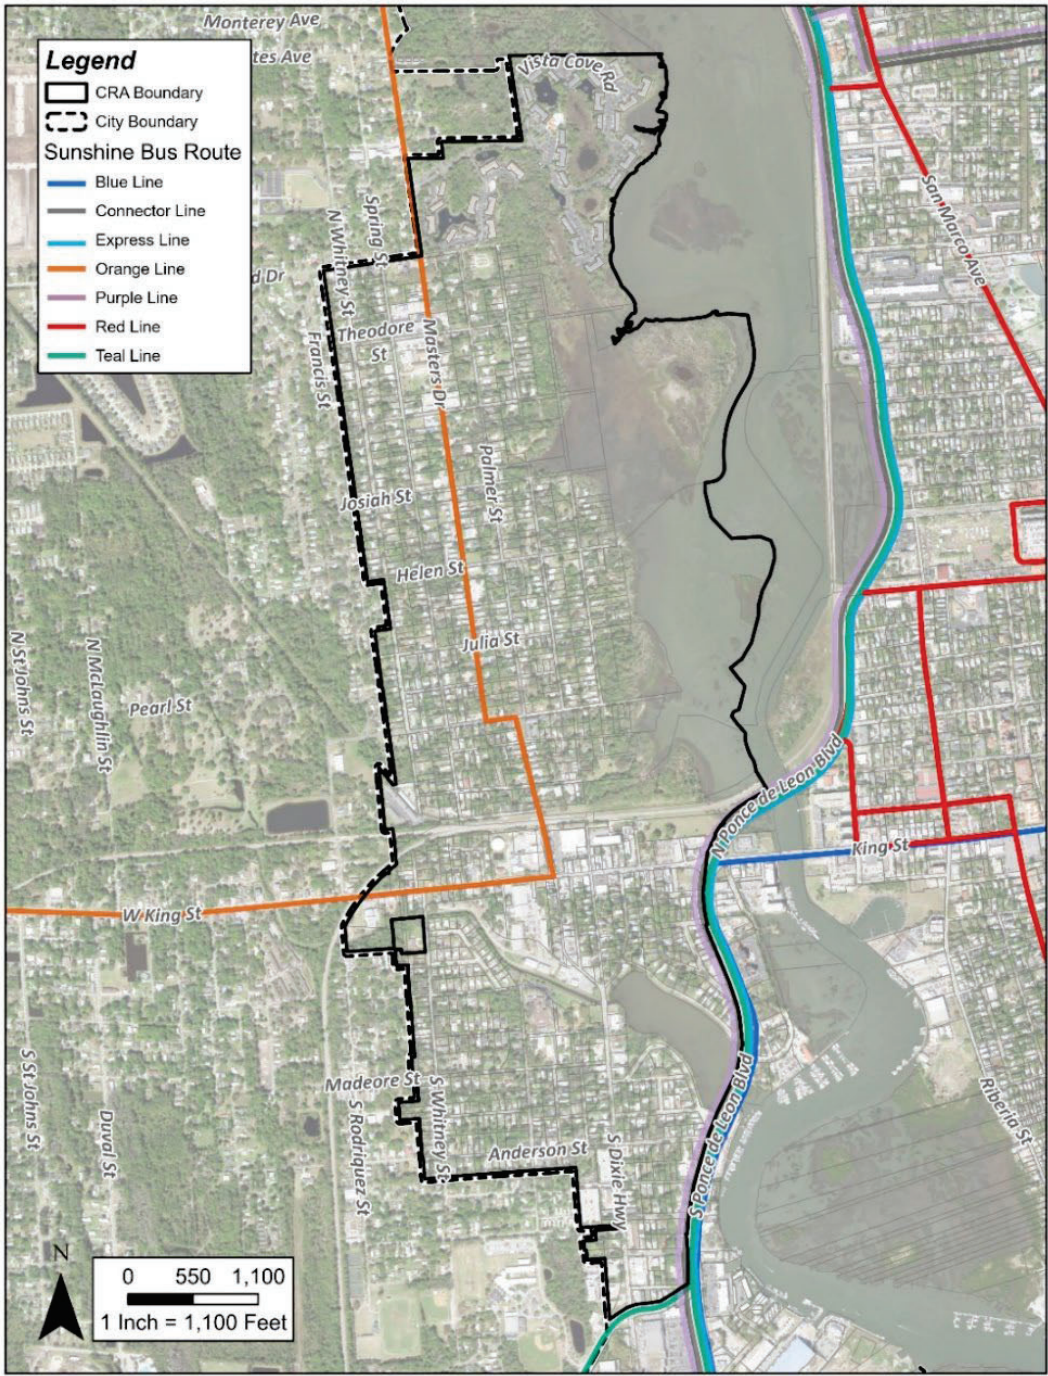 Monterey Ave
tes Ave
Legend
CRA Boundary
City Boundary
Sunshine Bus Route
Blue Line
Connector Line
Express Line
Orange Line
Purple Line
Red Line
Teal Line
Vista Cove Rd
San Marco Ave
Spring St
N Whitney St
d Dr
Theodore
St
Francis St
Masters Dr
Palmer St
Josiah St
Helen St
Julia St
N St Johns St
N McLaughlin St
Pearl St
N Ponce de Leon Blvd
King St
W King St
S St Johns St
Duval St
Madeore St
S Rodriquez St
S Whitney St
Anderson St
S Dixie Hwy
S Ponce de Leon Blvd
Riberia St
N
0 550 1,100
1 Inch = 1,100 Feet